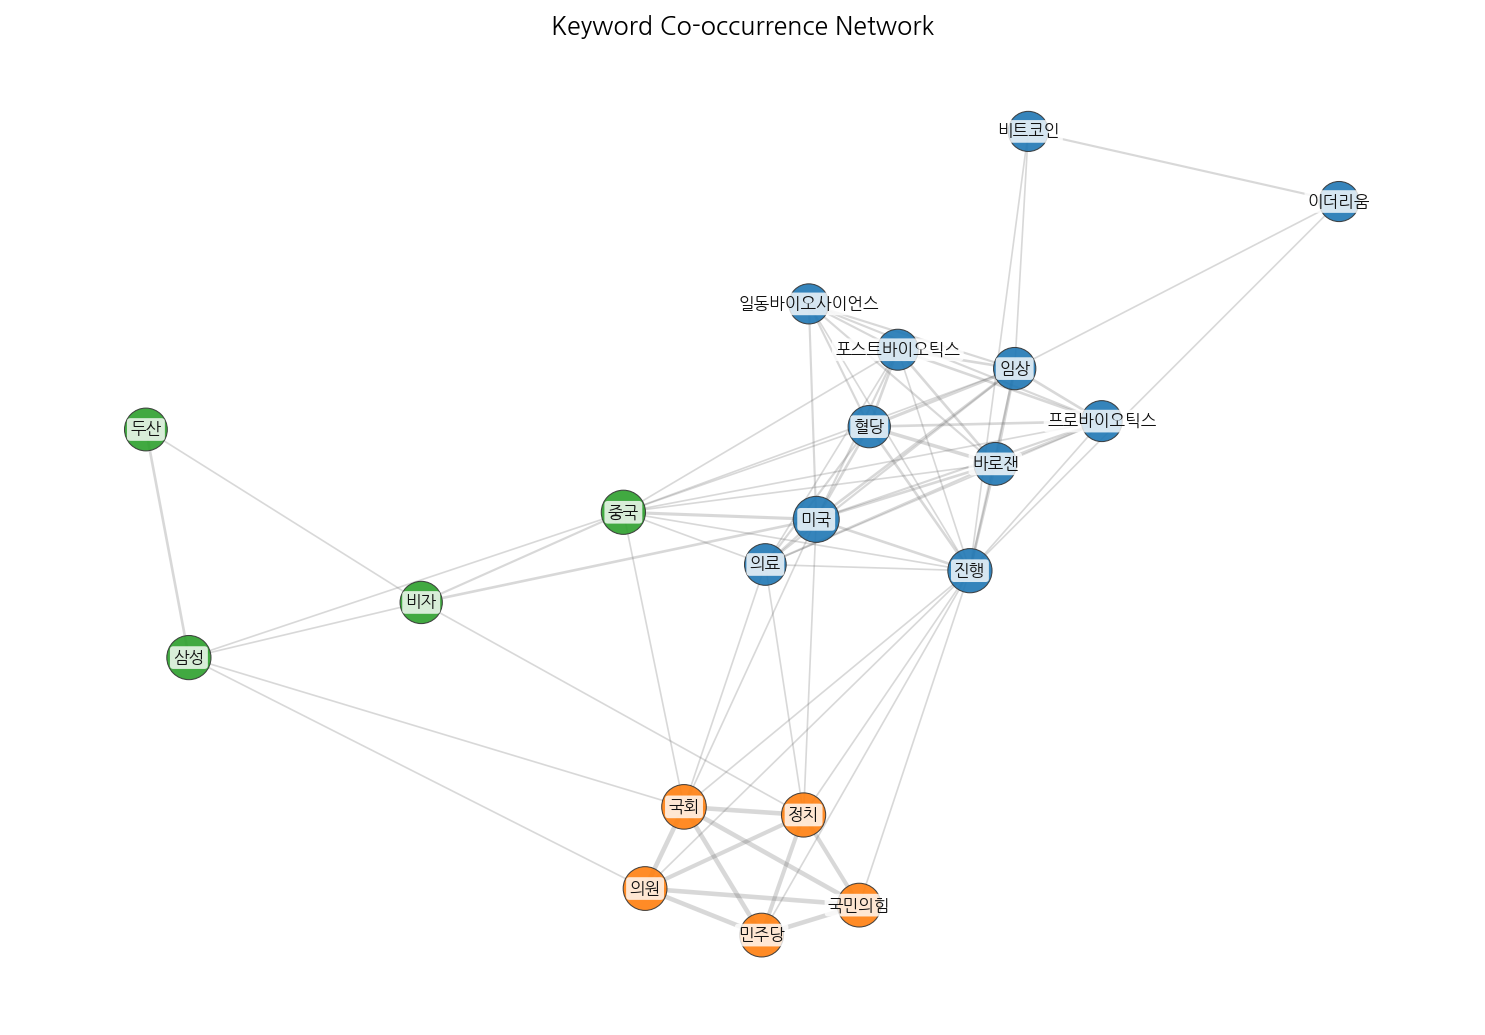 Keyword Co-occurrence Network
비트코인
이더리움
일동바이오사이언스
포스트바이오틱스
임상
두산
혈당
프로바이오틱스
바로잰
중국
미국
의료
진행
비자
삼성
국회
정치
의원
국민의힘
민주당